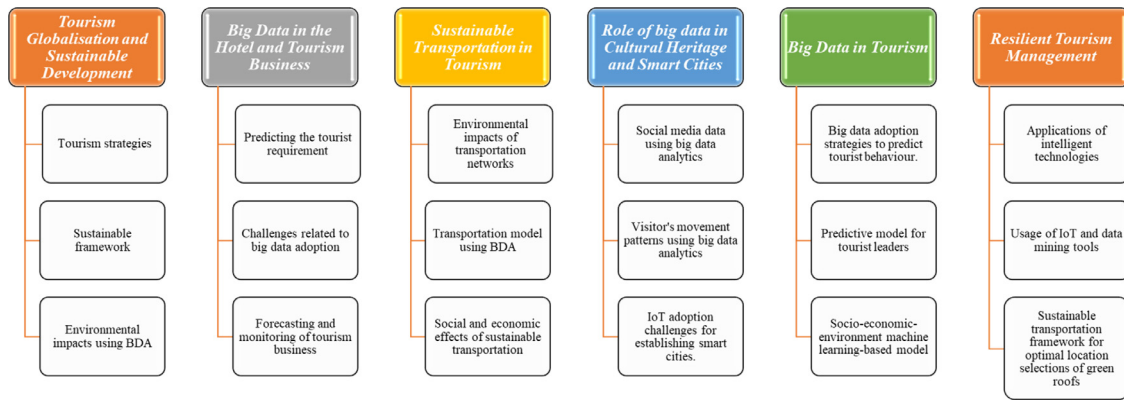 Tourism
Globalisation and
Sustainable
Development
Tourism strategies
Sustainable
framework
Environmental
impacts using BDA
Big Data in the
Hotel and Tourism
Business
Predicting the tourist
requirement
Challenges related to
big data adoption
Forecasting and
monitoring of tourism
business
Sustainable
Transportation in
Tourism
Environmental
impacts of
transportation
networks
Transportation model
using BDA
Social and economic
effects of sustainable
transportation
Role of big data in
Cultural Heritage
and Smart Cities
Social media data
using big data
analytics
Visitor's movement
patterns using big data
analytics
IoT adoption
challenges for
establishing smart
cities.
Big Data in Tourism
Big data adoption
strategies to predict
tourist behaviour.
Predictive model for
tourist leaders
Socio-economic-
environment machine
learning-based model
Resilient Tourism
Management
Applications of
intelligent
technologies
Usage of IoT and data
mining tools
Sustainable
transportation
framework for
optimal location
selections of green
roofs